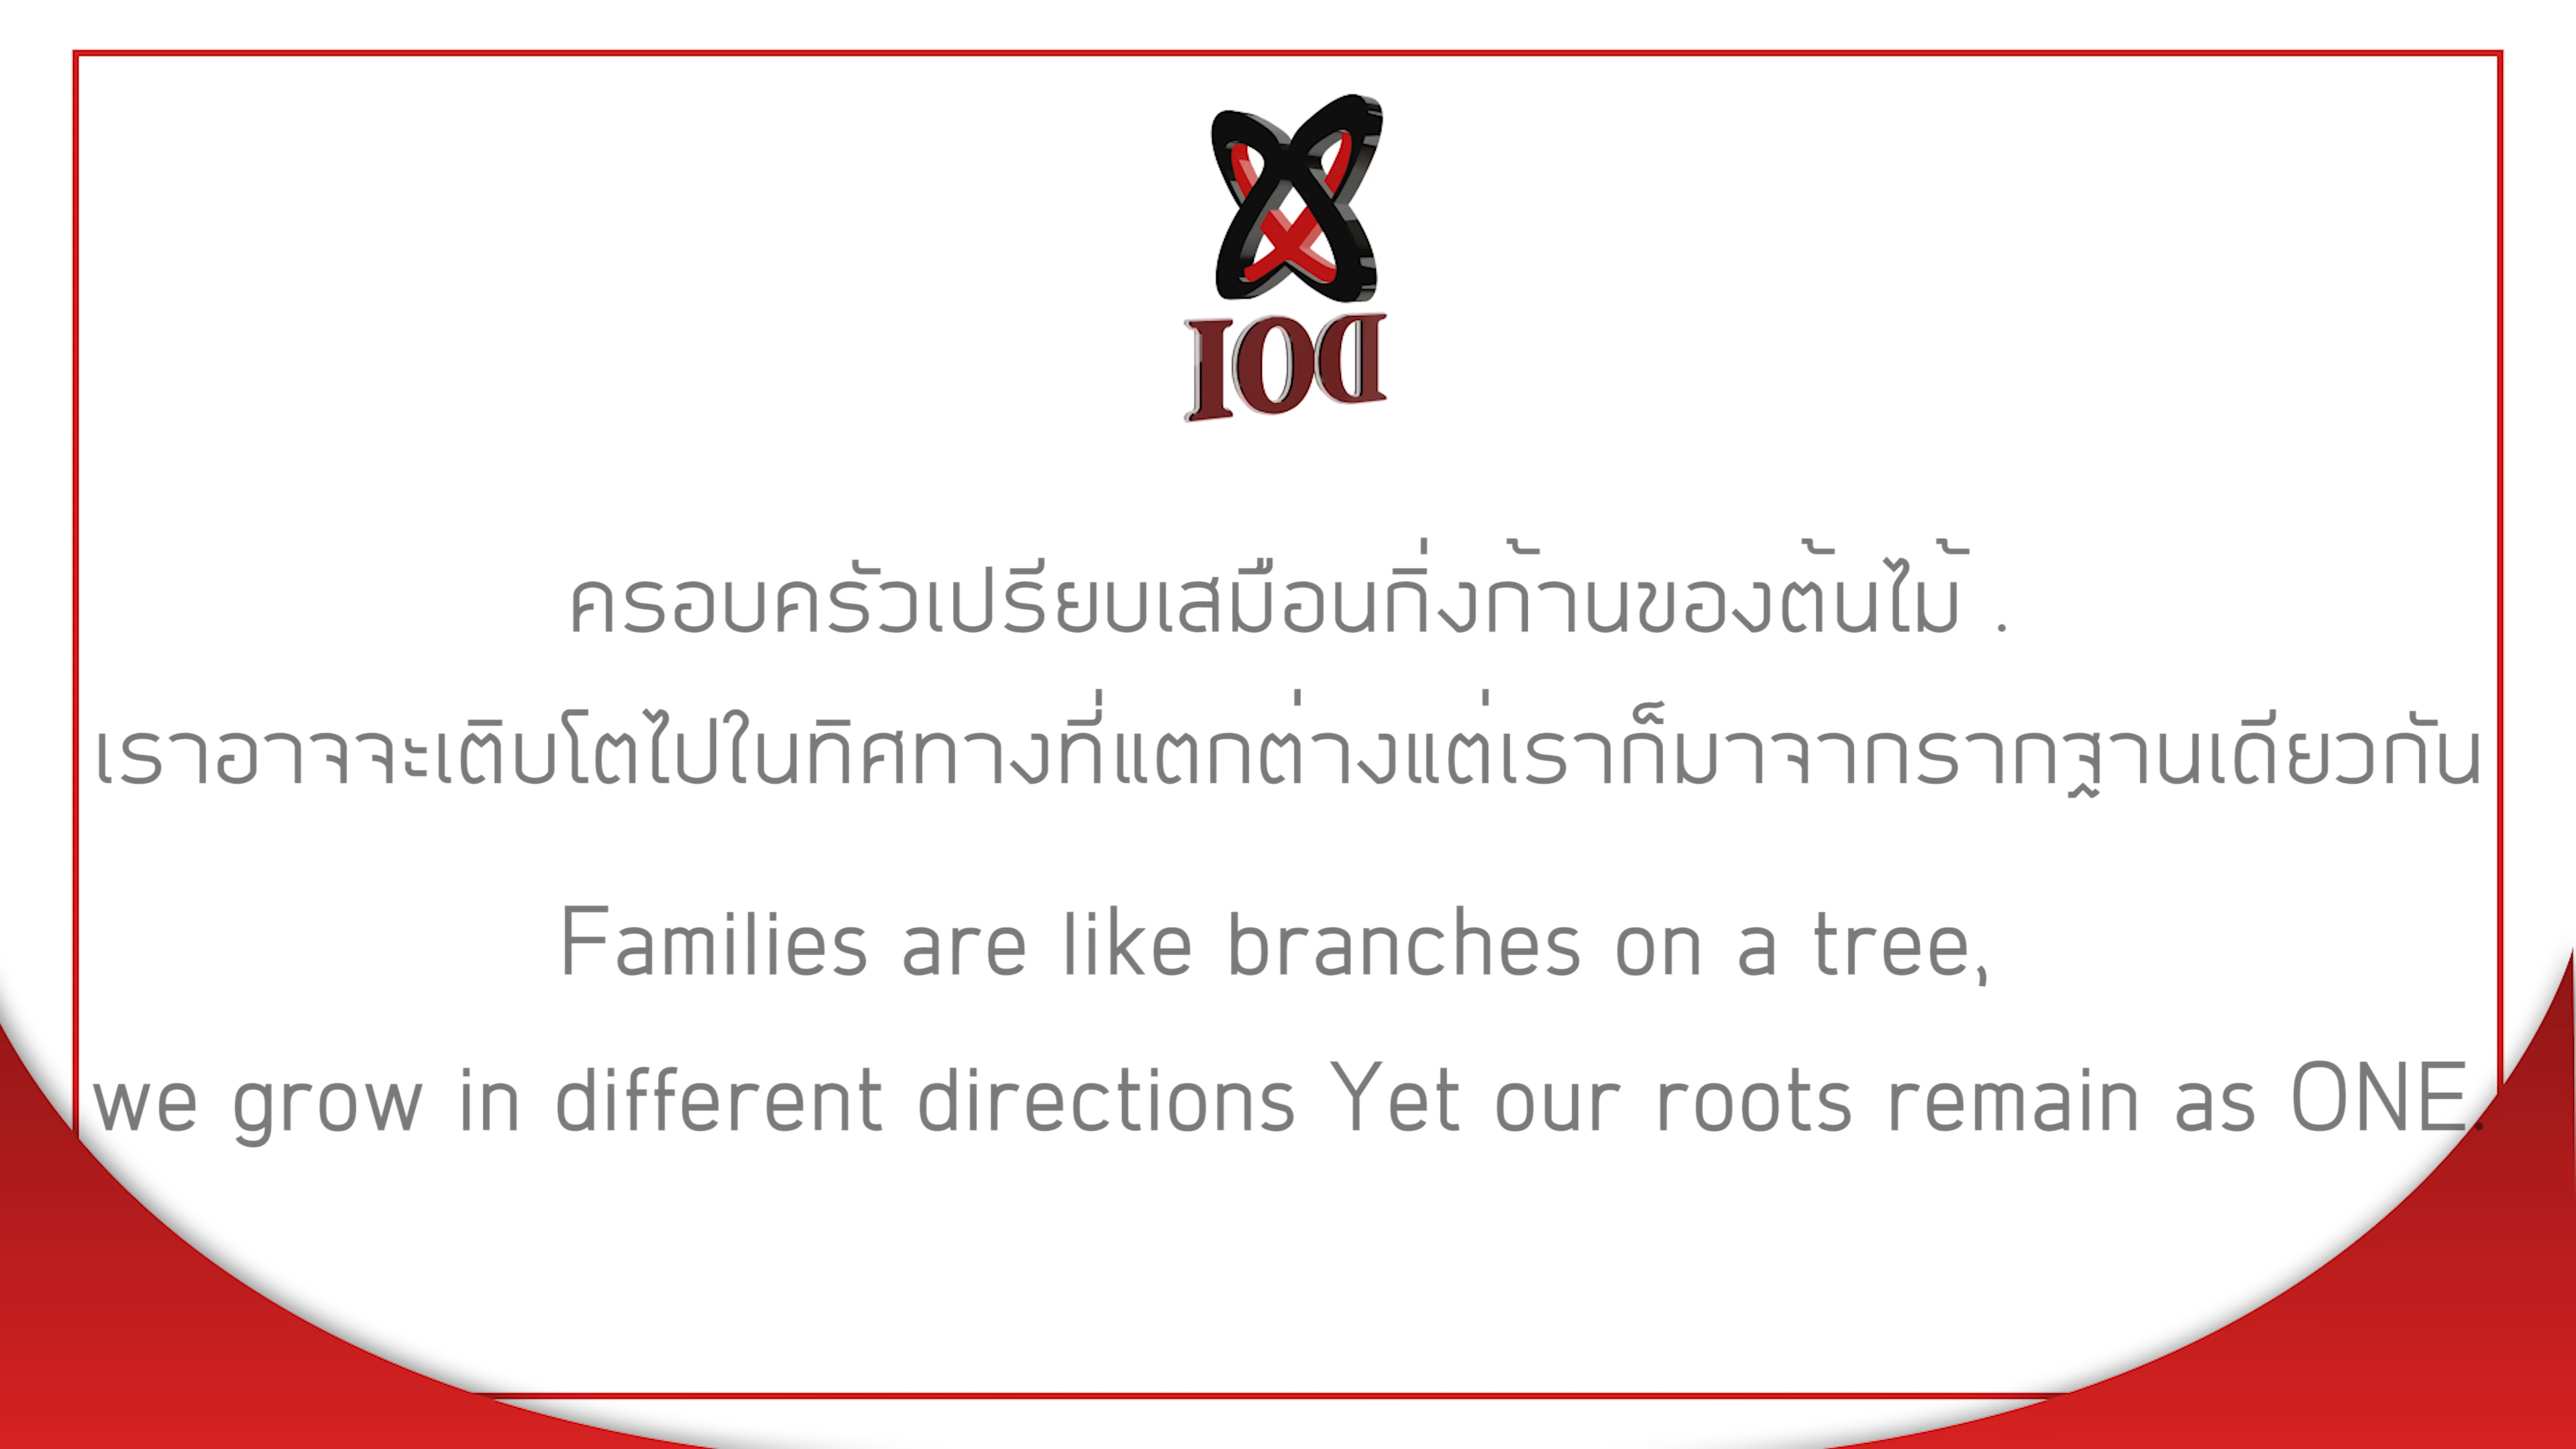 IOD
ครอบครัวเปรียบเสมือนกิ่งก้านของต้นไม้ .
เราอาจจะเติบโตไปในทิศทางที่แตกต่างแต่เราก็มาจากรากฐานเดียวกัน
Families are like branches on a tree,
we grow in different directions Yet our roots remain as ONE.